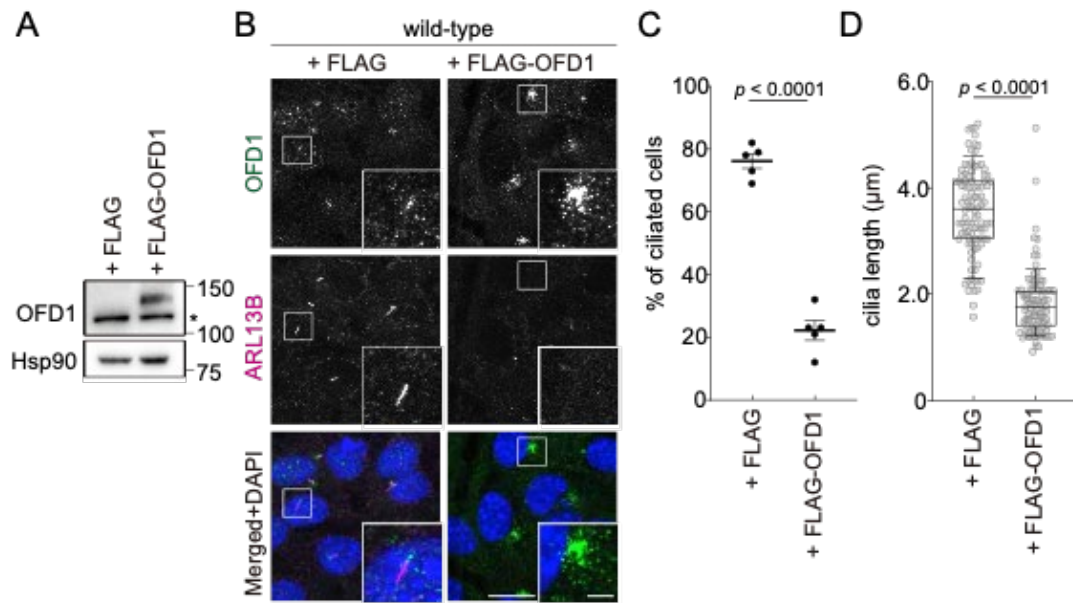 A
+ FLAG
+ FLAG-OFD1
OFD1
150
*
100
Hsp90
75
B
wild-type
+ FLAG
+ FLAG-OFD1
OFD1
ARL13B
Merged+DAPI
C
p < 0.0001
% of ciliated cells
100
80
60
40
20
0
+ FLAG
+ FLAG-OFD1
D
p < 0.0001
cilia length (µm)
6.0
4.0
2.0
0
+ FLAG
+ FLAG-OFD1